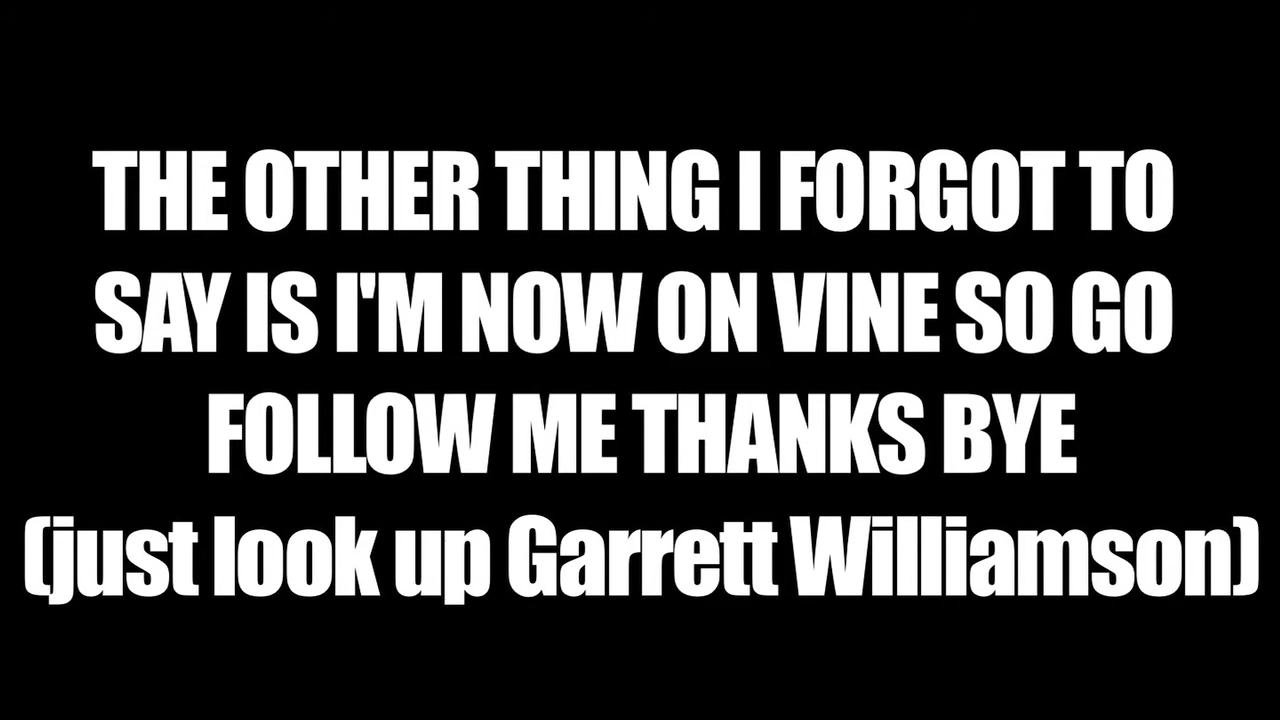 THE OTHER THING I FORGOT TO
SAY IS I'M NOW ON VINE SO GO
FOLLOW ME THANKS BYE
(just look up Garrett Williamson)